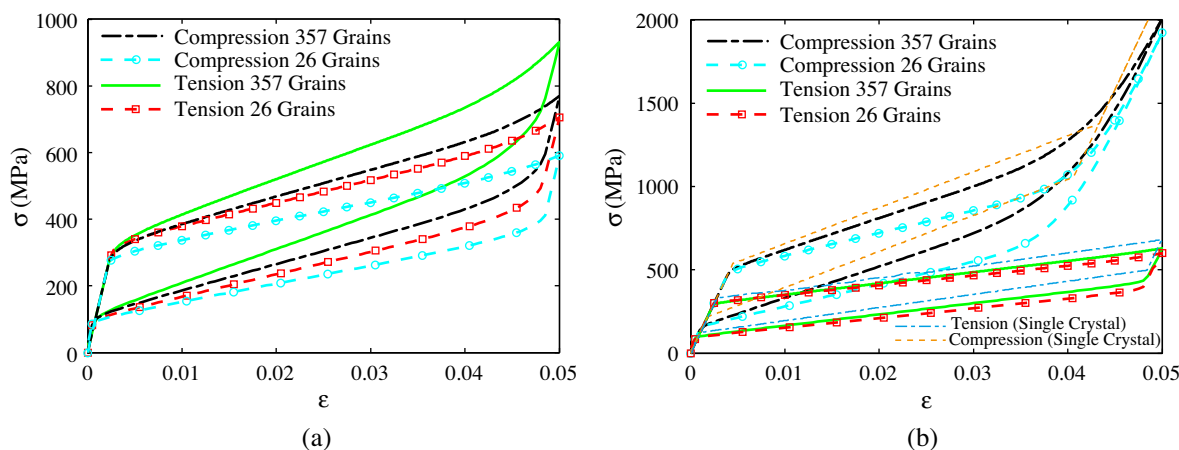 1000
800
600
400
200
0
σ (MPa)
Compression 357 Grains
Compression 26 Grains
Tension 357 Grains
Tension 26 Grains
0 0.01 0.02 0.03 0.04 0.05
ε
(a)
2000
1500
1000
500
0
σ (MPa)
Compression 357 Grains
Compression 26 Grains
Tension 357 Grains
Tension 26 Grains
Tension (Single Crystal)
Compression (Single Crystal)
0 0.01 0.02 0.03 0.04 0.05
ε
(b)